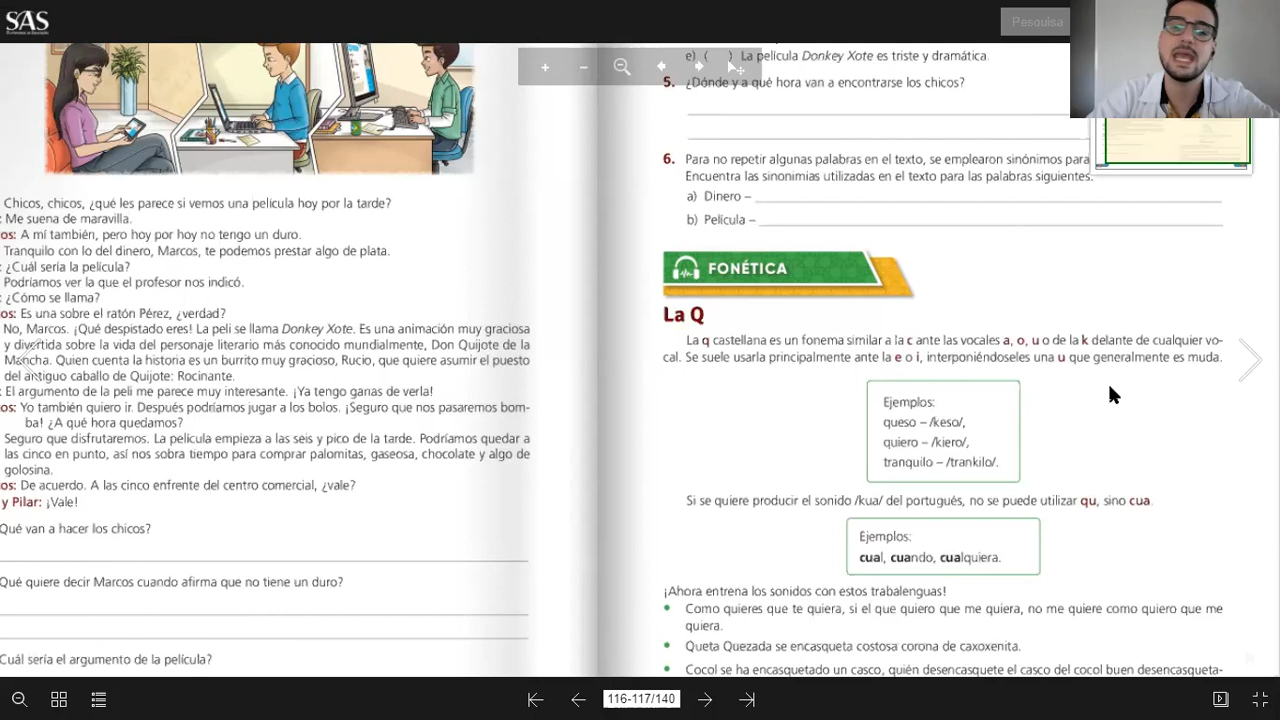 SAS
Plataforma de Educação
Pesquisa
Chicos, chicos, ¿qué les parece si vemos una película hoy por la tarde?
: Me suena de maravilla.
os: A mí también, pero hoy por hoy no tengo un duro.
Tranquilo con lo del dinero, Marcos, te podemos prestar algo de plata.
: ¿Cuál sería la película?
Podríamos ver la que el profesor nos indicó.
: ¿Cómo se llama?
os: Es una sobre el ratón Pérez, ¿verdad?
No, Marcos. ¡Qué despistado eres! La peli se llama Donkey Xote. Es una animación muy graciosa
y divertida sobre la vida del personaje literario más conocido mundialmente, Don Quijote de la
Mancha. Quien cuenta la historia es un burrito muy gracioso, Rucio, que quiere asumir el puesto
del antiguo caballo de Quijote: Rocinante.
: El argumento de la peli me parece muy interesante. ¡Ya tengo ganas de verla!
os: Yo también quiero ir. Después podríamos jugar a los bolos. ¡Seguro que nos pasaremos bom-
ba! ¿A qué hora quedamos?
Seguro que disfrutaremos. La película empieza a las seis y pico de la tarde. Podríamos quedar a
las cinco en punto, así nos sobra tiempo para comprar palomitas, gaseosa, chocolate y algo de
golosina.
os: De acuerdo. A las cinco enfrente del centro comercial, ¿vale?
y Pilar: ¡Vale!
Qué van a hacer los chicos?
Qué quiere decir Marcos cuando afirma que no tiene un duro?
Cuál sería el argumento de la película?
e) ( ) La película Donkey Xote es triste y dramática.
5. ¿Dónde y a qué hora van a encontrarse los chicos?
6. Para no repetir algunas palabras en el texto, se emplearon sinónimos para
Encuentra las sinonimias utilizadas en el texto para las palabras siguientes.
a) Dinero –
b) Película –
FONÉTICA
La Q
La q castellana es un fonema similar a la c ante las vocales a, o, u o de la k delante de cualquier vo-
cal. Se suele usarla principalmente ante la e o i, interponiéndoseles una u que generalmente es muda.
Ejemplos:
queso – /keso/,
quiero – /kiero/,
tranquilo – /trankilo/.
Si se quiere producir el sonido /kua/ del portugués, no se puede utilizar qu, sino cua.
Ejemplos:
cual, cuando, cualquiera.
¡Ahora entrena los sonidos con estos trabalenguas!
• Como quieres que te quiera, si el que quiero que me quiera, no me quiere como quiero que me
quiera.
• Queta Quezada se encasqueta costosa corona de caxoxenita.
• Cocol se ha encasquetado un casco, quién desencasquete el casco del cocol buen desencasqueta-
116-117/140